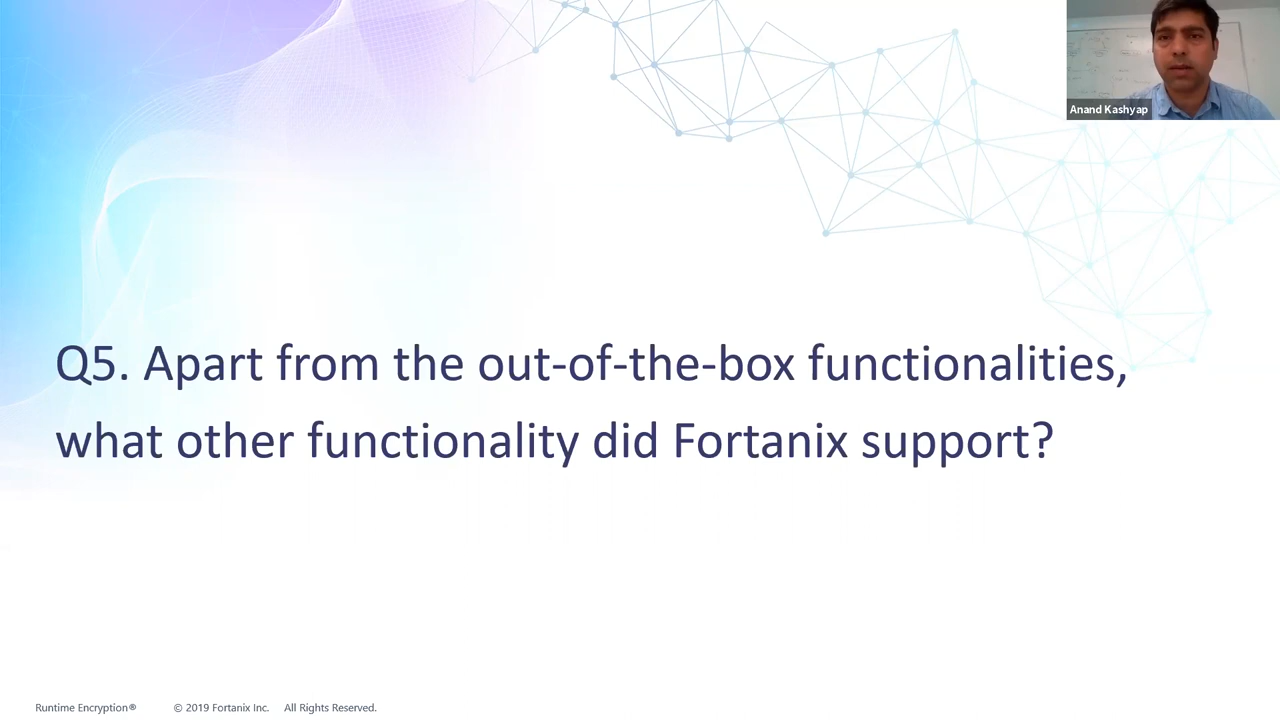 Anand Kashyap
Q5. Apart from the out-of-the-box functionalities,
what other functionality did Fortanix support?
Runtime Encryption® © 2019 Fortanix Inc. All Rights Reserved.